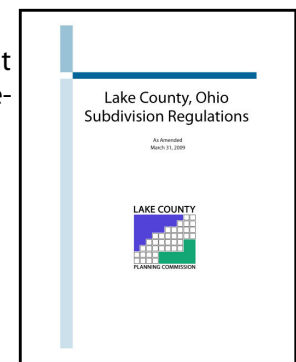 t
e-
Lake County, Ohio
Subdivision Regulations
As Amended
March 31, 2009
LAKE COUNTY
PLANNING COMMISSION